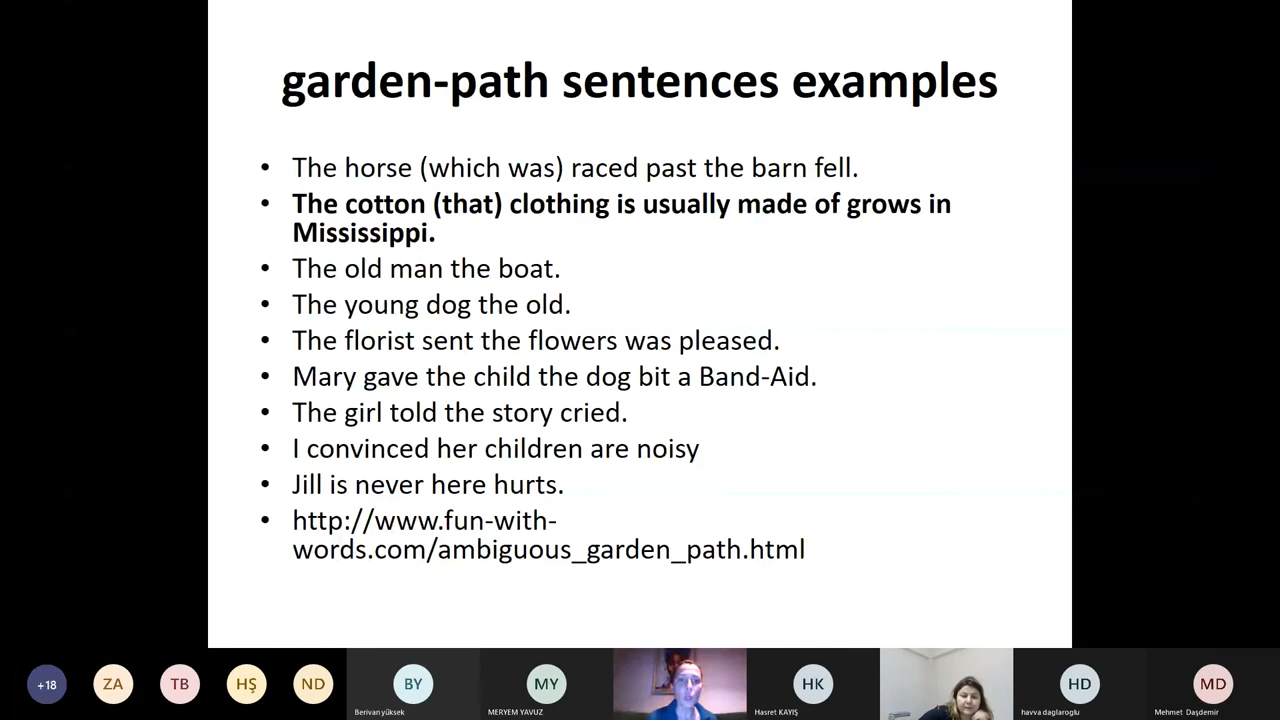 garden-path sentences examples
• The horse (which was) raced past the barn fell.
• The cotton (that) clothing is usually made of grows in
Mississippi.
• The old man the boat.
• The young dog the old.
• The florist sent the flowers was pleased.
• Mary gave the child the dog bit a Band-Aid.
• The girl told the story cried.
• I convinced her children are noisy
• Jill is never here hurts.
• http://www.fun-with-
words.com/ambiguous_garden_path.html
+18 ZA TB HŞ ND BY MY HK HD MD
Berivan yüksek MERYEM YAVUZ Hasret KAYIŞ havva daglaroglu Mehmet Daşdemir